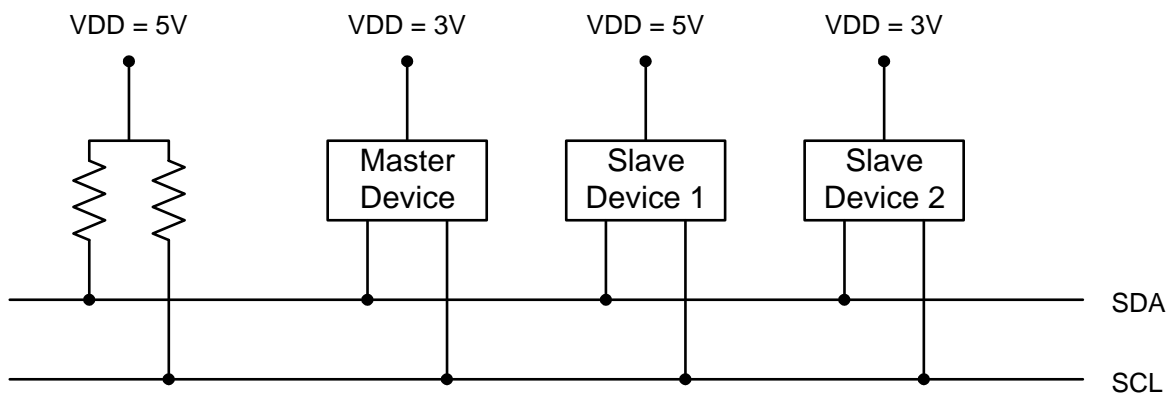 VDD = 5V
VDD = 3V
VDD = 5V
VDD = 3V
Master
Device
Slave
Device 1
Slave
Device 2
SDA
SCL